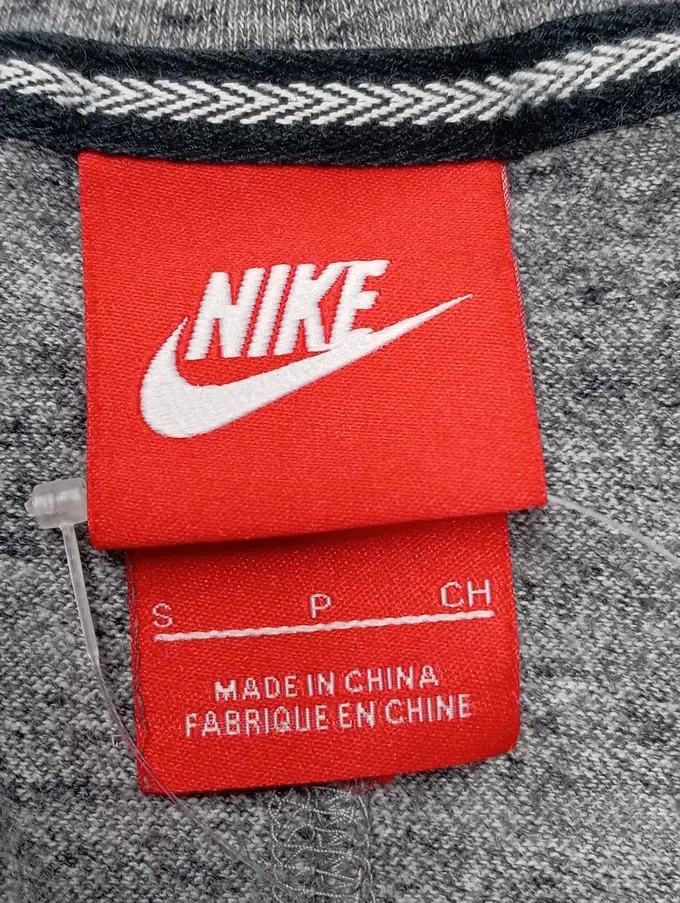 NIKE
S P CH
MADE IN CHINA
FABRIQUE EN CHINE